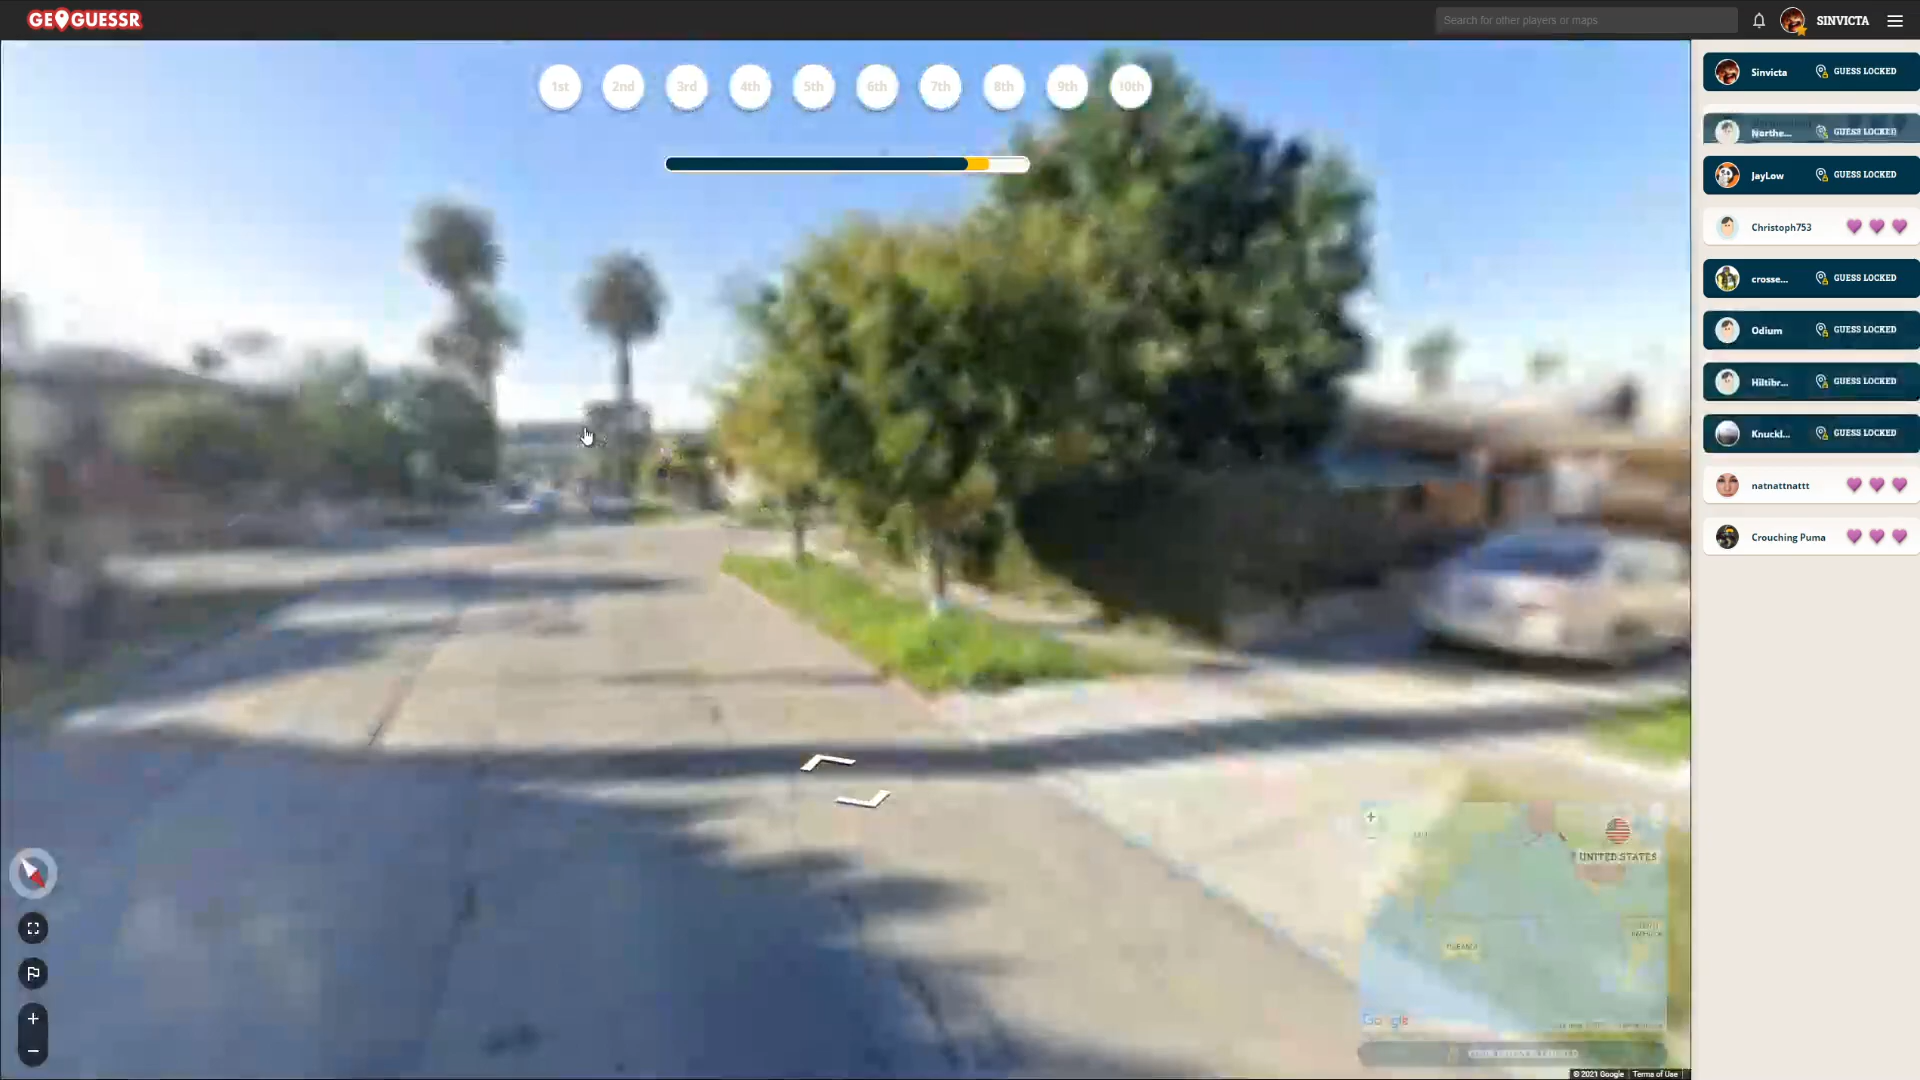 GEOGUESSR
Search for other players or maps
SINVICTA
1st 2nd 3rd 4th 5th 6th 7th 8th 9th 10th
Sinvicta GUESS LOCKED
Northe... GUESS LOCKED
JayLow GUESS LOCKED
Christoph753
crosse... GUESS LOCKED
Odium GUESS LOCKED
Hiltibr... GUESS LOCKED
Knuckl... GUESS LOCKED
natnattnattt
Crouching Puma
UNITED STATES
OCEANIA
Google
© 2021 Google Terms of Use